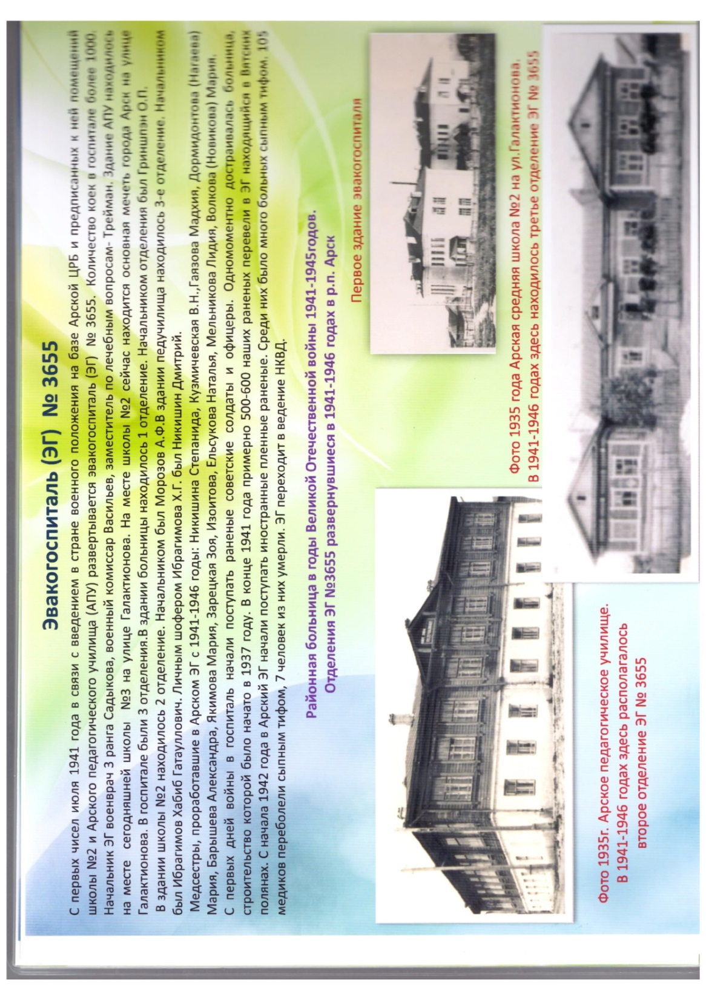 Эвакогоспиталь (ЭГ) № 3655
С первых чисел июля 1941 года в связи с введением в стране военного положения на базе Арской ЦРБ и предписанных к ней помещений
школы №2 и Арского педагогического училища (АПУ) развертывается эвакогоспиталь (ЭГ) № 3655. Количество коек в госпитале более 1000.
Начальник ЭГ военврач 3 ранга Садыкова, военный комиссар Васильев, заместитель по лечебным вопросам- Трейман. Здание АПУ находилось
на месте сегодняшней школы №3 на улице Галактионова. На месте школы №2 сейчас находится основная мечеть города Арск на улице
Галактионова. В госпитале были 3 отделения.В здании больницы находилось 1 отделение. Начальником отделения был Гриншпэн О.П.
В здании школы №2 находилось 2 отделение. Начальником был Морозов А.Ф.В здании педучилища находилось 3-е отделение. Начальником
был Ибрагимов Хабиб Гатауллович. Личным шофером Ибрагимова Х.Г. был Никишин Дмитрий.
Медсестры, проработавшие в Арском ЭГ с 1941-1946 годы: Никишина Степанида, Кузмичевская В.Н.,Гаязова Мадхия, Дормидонтова (Нагаева)
Мария, Барышева Александра, Якимова Мария, Зарецкая Зоя, Изоитова, Ельсукова Наталья, Мельникова Лидия, Волкова (Новикова) Мария.
С первых дней войны в госпиталь начали поступать раненые советские солдаты и офицеры. Одномоментно достраивалась больница,
строительство которой было начато в 1937 году. В конце 1941 года примерно 500-600 наших раненых перевели в ЭГ находящийся в Вятских
полянах. С начала 1942 года в Арский ЭГ начали поступать иностранные пленные раненые. Среди них было много больных сыпным тифом. 105
медиков переболели сыпным тифом, 7 человек из них умерли. ЭГ переходит в ведение НКВД.
Районная больница в годы Великой Отечественной войны 1941-1945годов.
Отделения ЭГ №3655 развернувшиеся в 1941-1946 годах в р.п. Арск
Первое здание эвакогоспиталя
Фото 1935 года Арская средняя школа №2 на ул.Галактионова.
В 1941-1946 годах здесь находилось третье отделение ЭГ № 3655
Фото 1935г. Арское педагогическое училище.
В 1941-1946 годах здесь располагалось
второе отделение ЭГ № 3655